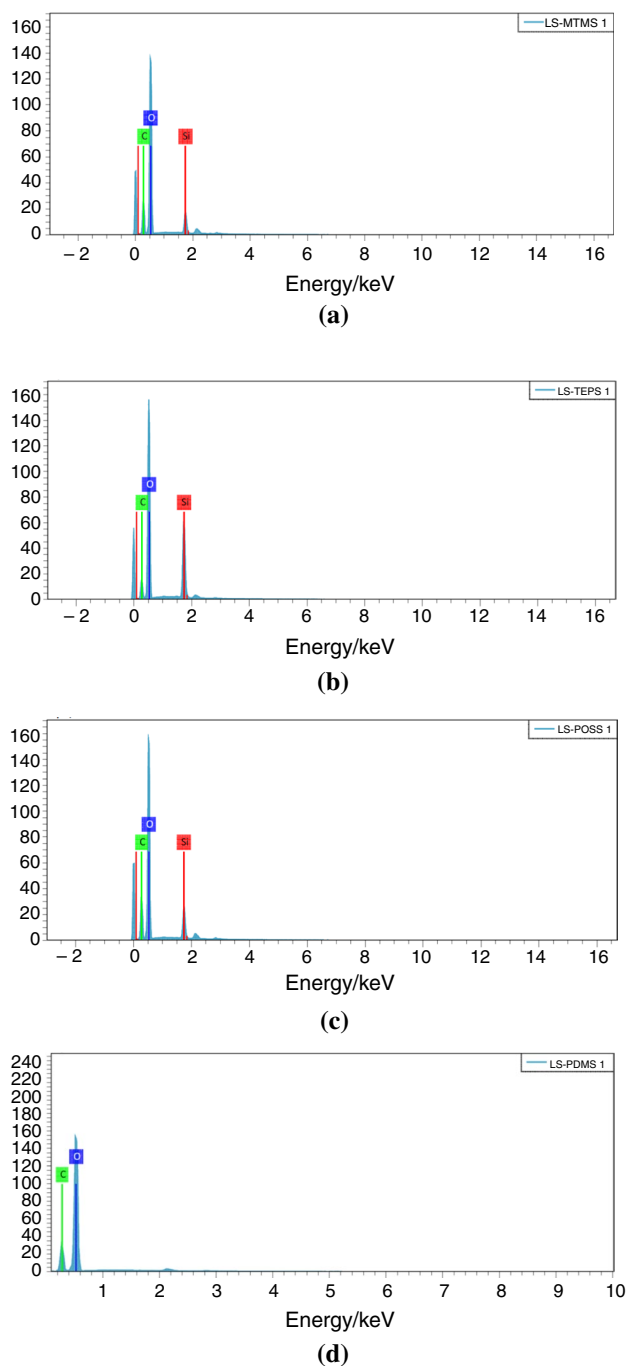 160
140
120
100
80
60
40
20
0
LS-MTMS 1
C
O
Si
– 2 0 2 4 6 8 10 12 14 16
Energy/keV
(a)
160
140
120
100
80
60
40
20
0
LS-TEPS 1
C
O
Si
– 2 0 2 4 6 8 10 12 14 16
Energy/keV
(b)
160
140
120
100
80
60
40
20
0
LS-POSS 1
C
O
Si
– 2 0 2 4 6 8 10 12 14 16
Energy/keV
(c)
240
220
200
180
160
140
120
100
80
60
40
20
0
LS-PDMS 1
C
O
1 2 3 4 5 6 7 8 9 10
Energy/keV
(d)